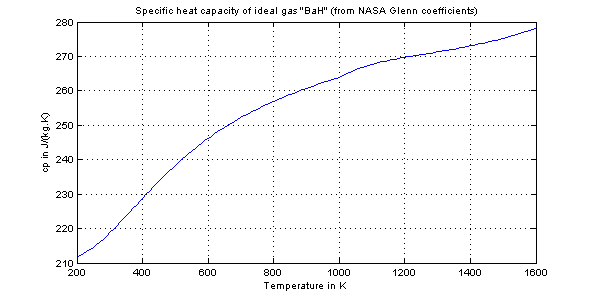 Specific heat capacity of ideal gas "BaH" (from NASA Glenn coefficients)
280
270
260
250
240
230
220
210
cp in J/(kg.K)
200 400 600 800 1000 1200 1400 1600
Temperature in K